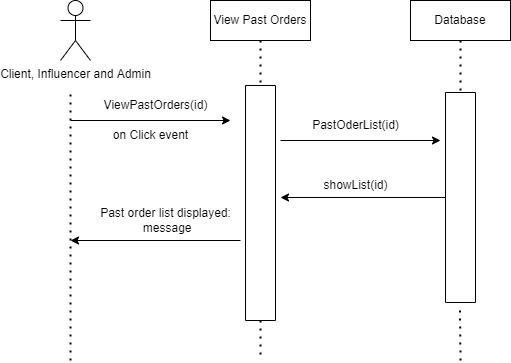 View Past Orders
Database
Client, Influencer and Admin
ViewPastOrders(id)
on Click event
PastOderList(id)
showList(id)
Past order list displayed:
message